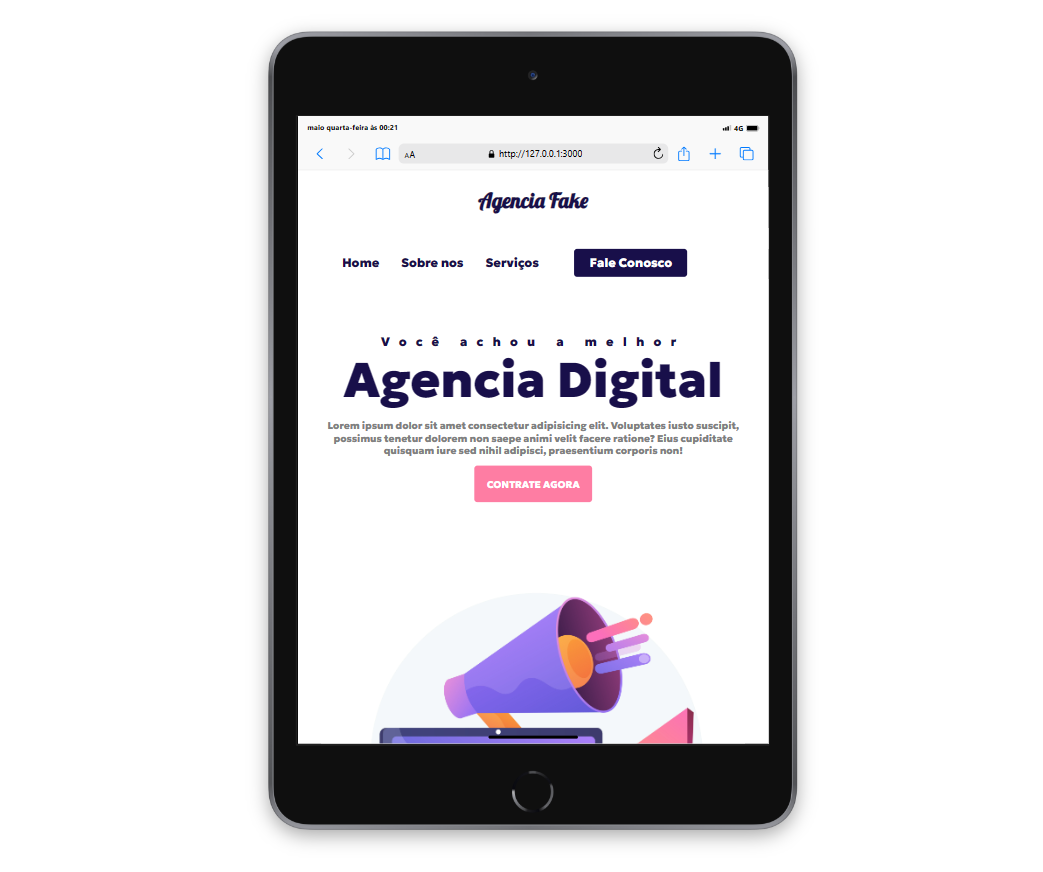 maio quarta-feira às 00:21
4G
AA
http://127.0.0.1:3000
Agencia Fake
Home Sobre nos Serviços Fale Conosco
Você achou a melhor
Agencia Digital
Lorem ipsum dolor sit amet consectetur adipisicing elit. Voluptates iusto suscipit,
possimus tenetur dolorem non saepe animi velit facere ratione? Eius cupiditate
quisquam iure sed nihil adipisci, praesentium corporis non!
CONTRATE AGORA